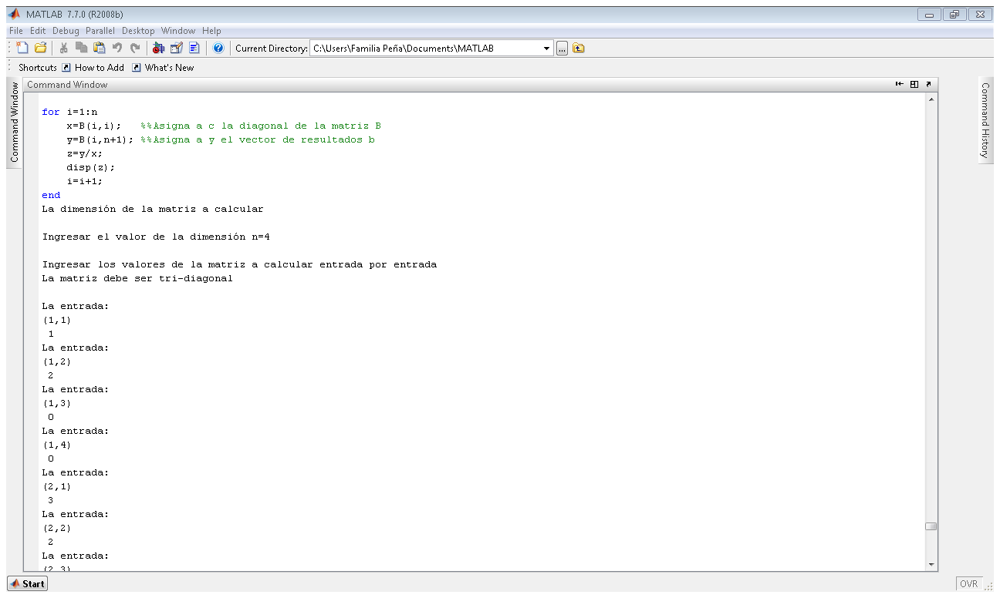 MATLAB 7.7.0 (R2008b)
File Edit Debug Parallel Desktop Window Help
Current Directory: C:\Users\Familia Peña\Documents\MATLAB
...
Shortcuts How to Add What's New
Command Window
Command Window
Command History
for i=1:n
x=B(i,i); %%Asigna a c la diagonal de la matriz B
y=B(i,n+1); %%Asigna a y el vector de resultados b
z=y/x;
disp(z);
i=i+1;
end
La dimensión de la matriz a calcular
Ingresar el valor de la dimensión n=4
Ingresar los valores de la matriz a calcular entrada por entrada
La matriz debe ser tri-diagonal
La entrada:
(1,1)
1
La entrada:
(1,2)
2
La entrada:
(1,3)
0
La entrada:
(1,4)
0
La entrada:
(2,1)
3
La entrada:
(2,2)
2
La entrada:
(2,3)
Start
OVR